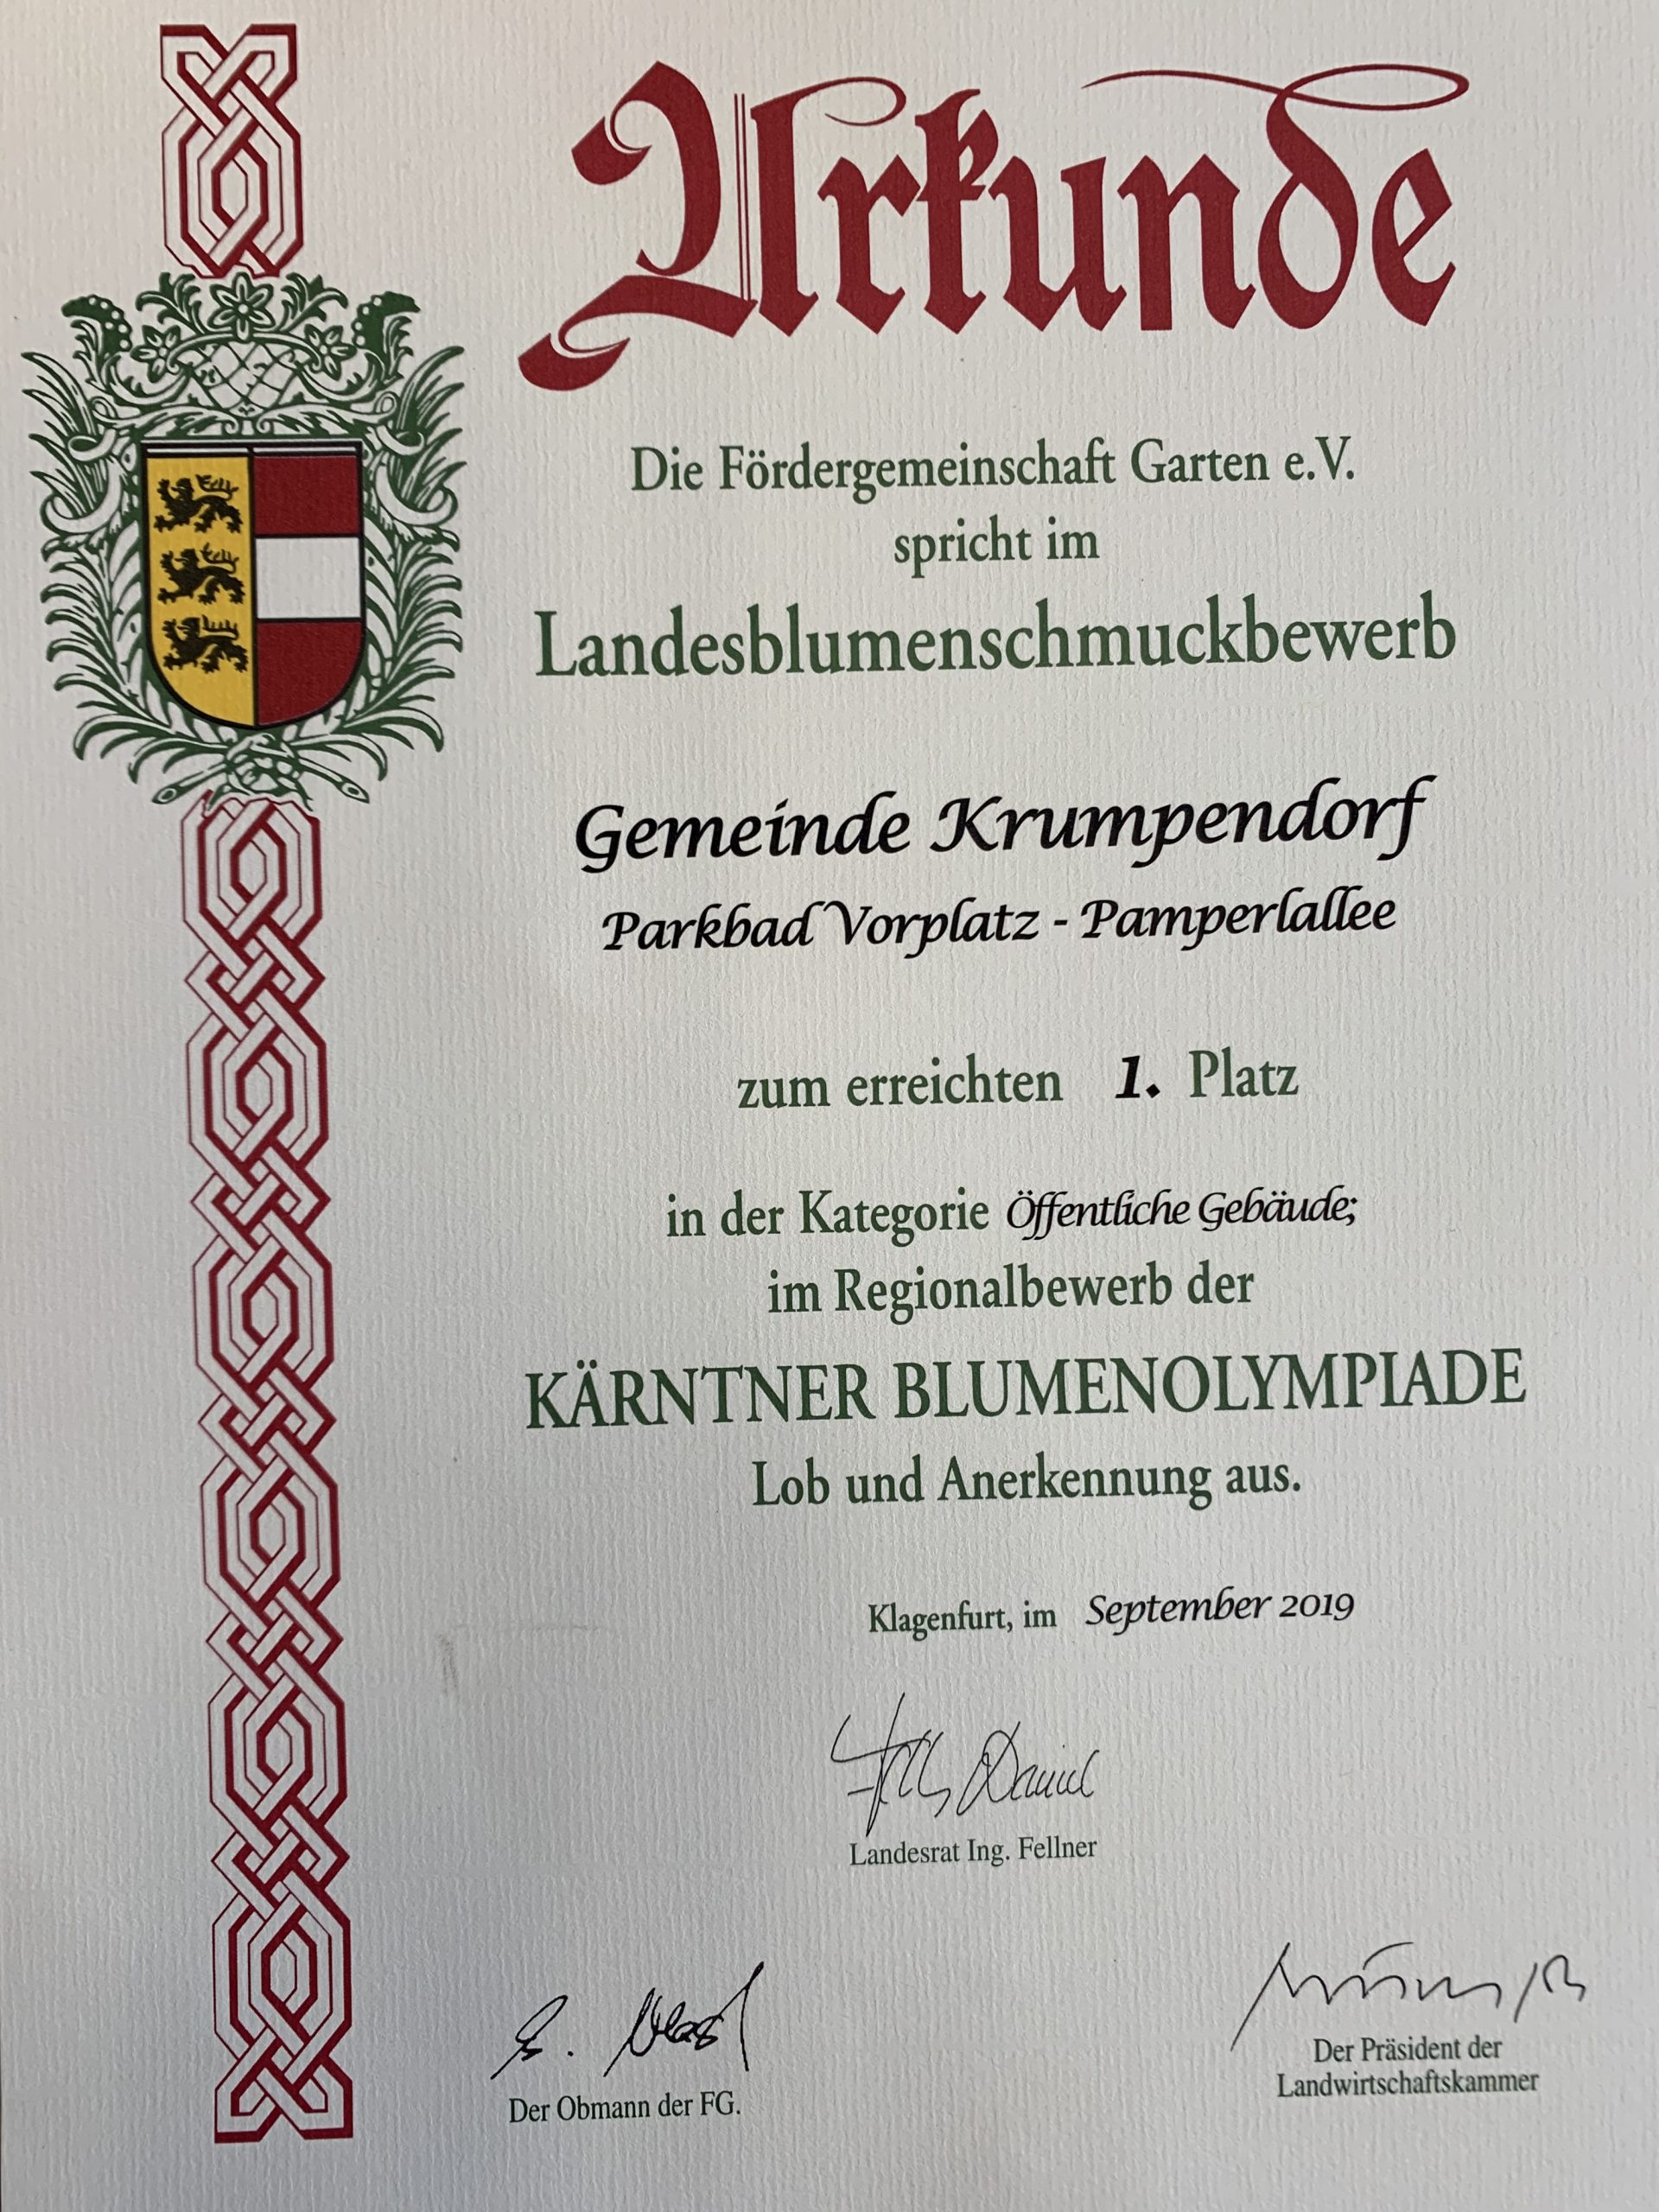 Urkunde
Die Fördergemeinschaft Garten e.V.
spricht im
Landesblumenschmuckbewerb
Gemeinde Krumpendorf
Parkbad Vorplatz - Pamperlallee
zum erreichten 1. Platz
in der Kategorie Öffentliche Gebäude;
im Regionalbewerb der
KÄRNTNER BLUMENOLYMPIADE
Lob und Anerkennung aus.
Klagenfurt, im September 2019
Landesrat Ing. Fellner
Der Präsident der
Landwirtschaftskammer
Der Obmann der FG.